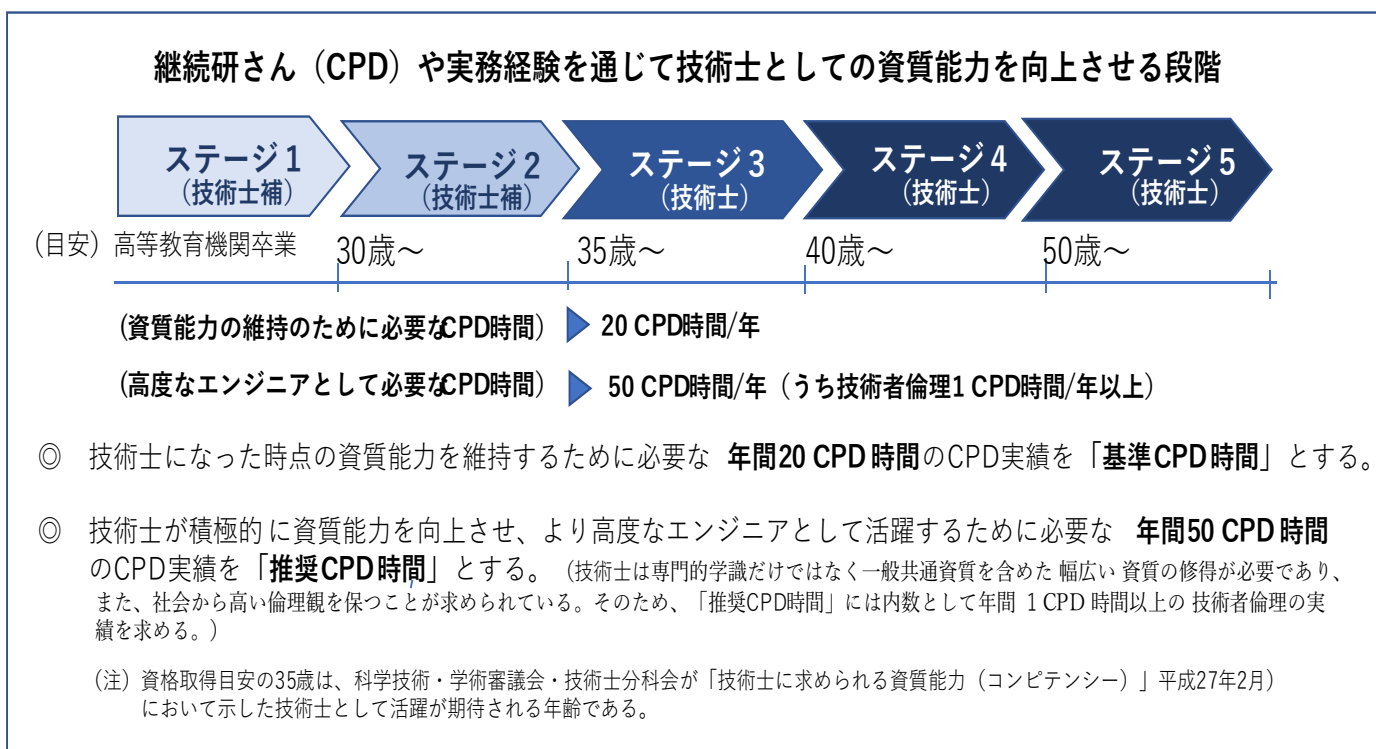 継続研さん（CPD）や実務経験を通じて技術士としての資質能力を向上させる段階
ステージ1
（技術士補）
ステージ2
（技術士補）
ステージ3
（技術士）
ステージ4
（技術士）
ステージ5
（技術士）
（目安）高等教育機関卒業
30歳～
35歳～
40歳～
50歳～
（資質能力の維持のために必要なCPD時間）
20 CPD時間/年
（高度なエンジニアとして必要なCPD時間）
50 CPD時間/年（うち技術者倫理1 CPD時間/年以上）
◎ 技術士になった時点の資質能力を維持するために必要な 年間20 CPD 時間のCPD実績を「基準CPD時間」とする。
◎ 技術士が積極的に資質能力を向上させ、より高度なエンジニアとして活躍するために必要な 年間50 CPD 時間
のCPD実績を「推奨CPD時間」とする。（技術士は専門的学識だけではなく一般共通資質を含めた 幅広い 資質の修得が必要であり、
また、社会から高い倫理観を保つことが求められている。そのため、「推奨CPD時間」には内数として年間 1 CPD 時間以上の 技術者倫理の実
績を求める。）
（注）資格取得目安の35歳は、科学技術・学術審議会・技術士分科会が「技術士に求められる資質能力（コンピテンシー）」平成27年2月）
において示した技術士として活躍が期待される年齢である。